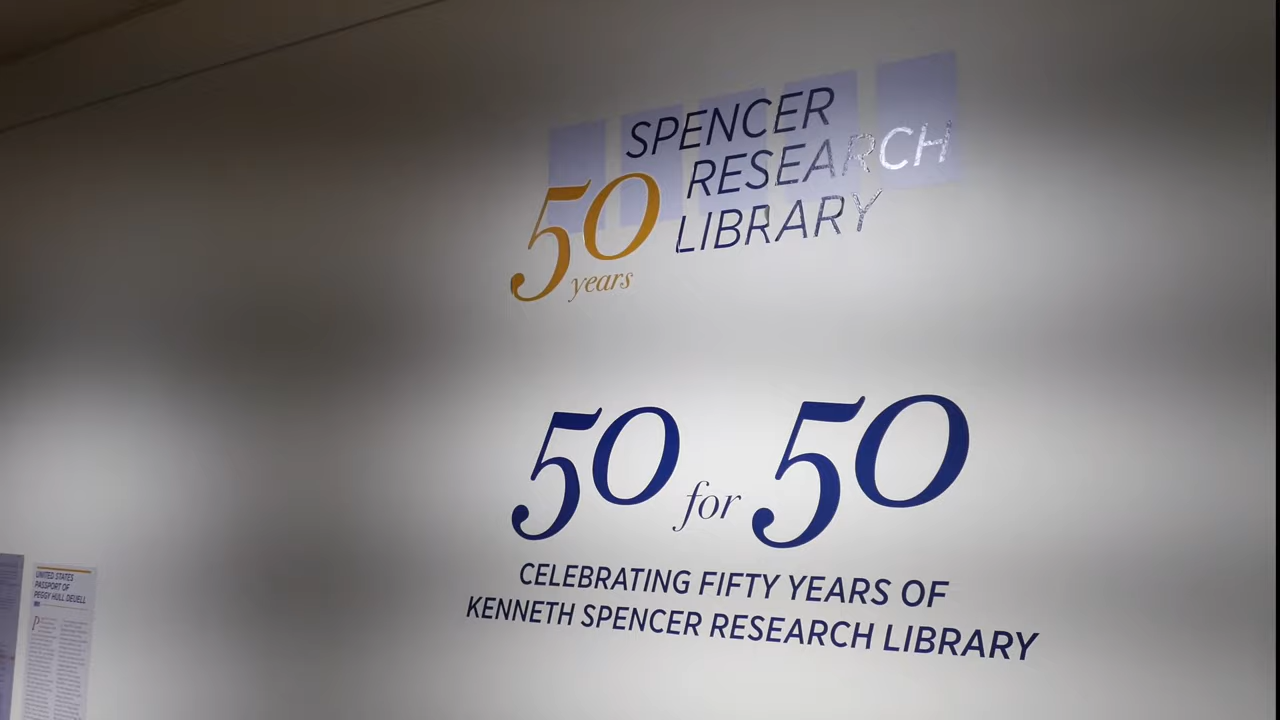 SPENCER
RESEARCH
LIBRARY
50
years
50 for 50
CELEBRATING FIFTY YEARS OF
KENNETH SPENCER RESEARCH LIBRARY
UNITED STATES
PASSPORT OF
PEGGY HULL DEUELL